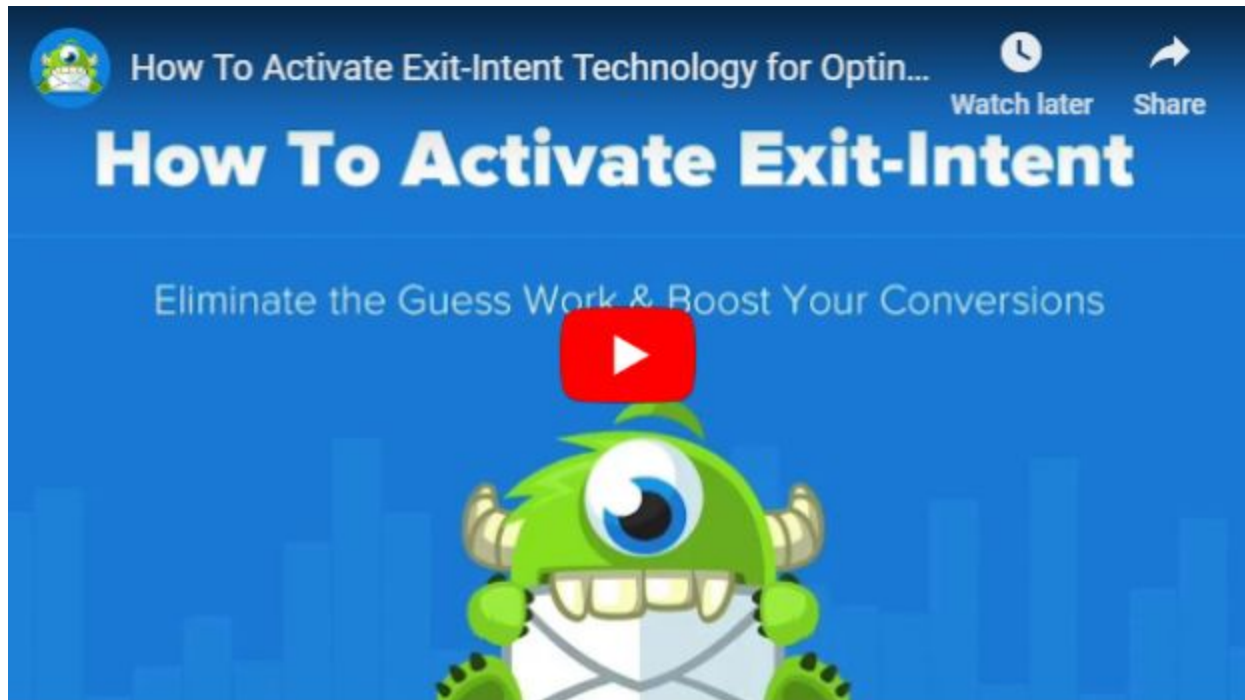 How To Activate Exit-Intent Technology for Optin...
Watch later
Share
How To Activate Exit-Intent
Eliminate the Guess Work & Boost Your Conversions